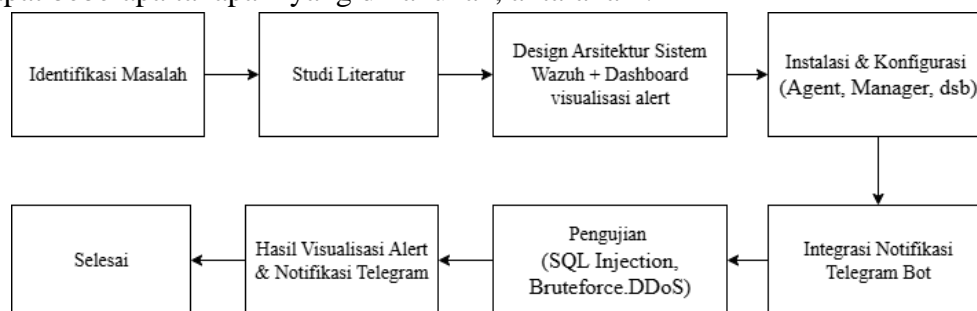 Identifikasi Masalah
Studi Literatur
Design Arsitektur Sistem
Wazuh + Dashboard
visualisasi alert
Instalasi & Konfigurasi
(Agent, Manager, dsb)
Integrasi Notifikasi
Telegram Bot
Pengujian
(SQL Injection,
Bruteforce.DDoS)
Hasil Visualisasi Alert
& Notifikasi Telegram
Selesai